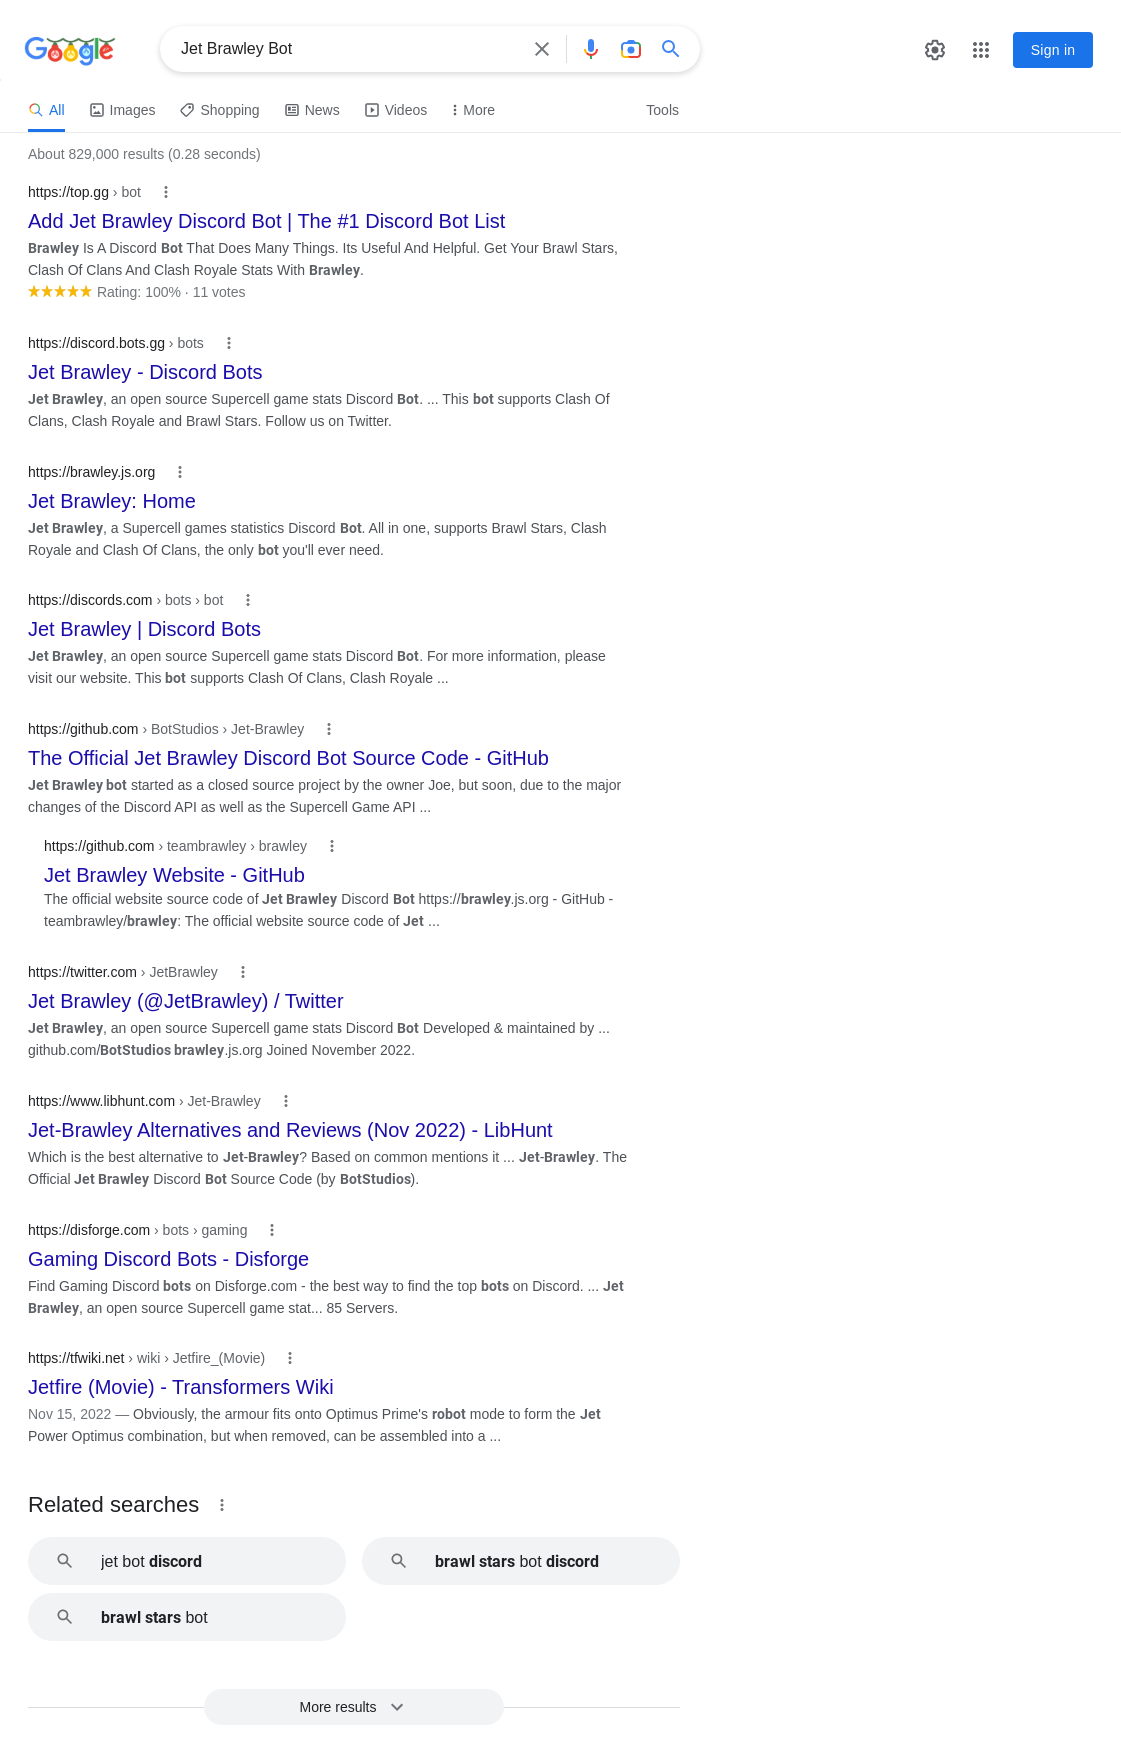 Google
Jet Brawley Bot
Sign in
All Images Shopping News Videos More Tools
About 829,000 results (0.28 seconds)
https://top.gg › bot
Add Jet Brawley Discord Bot | The #1 Discord Bot List
Brawley Is A Discord Bot That Does Many Things. Its Useful And Helpful. Get Your Brawl Stars,
Clash Of Clans And Clash Royale Stats With Brawley.
Rating: 100% · 11 votes
https://discord.bots.gg › bots
Jet Brawley - Discord Bots
Jet Brawley, an open source Supercell game stats Discord Bot. ... This bot supports Clash Of
Clans, Clash Royale and Brawl Stars. Follow us on Twitter.
https://brawley.js.org
Jet Brawley: Home
Jet Brawley, a Supercell games statistics Discord Bot. All in one, supports Brawl Stars, Clash
Royale and Clash Of Clans, the only bot you'll ever need.
https://discords.com › bots › bot
Jet Brawley | Discord Bots
Jet Brawley, an open source Supercell game stats Discord Bot. For more information, please
visit our website. This bot supports Clash Of Clans, Clash Royale ...
https://github.com › BotStudios › Jet-Brawley
The Official Jet Brawley Discord Bot Source Code - GitHub
Jet Brawley bot started as a closed source project by the owner Joe, but soon, due to the major
changes of the Discord API as well as the Supercell Game API ...
https://github.com › teambrawley › brawley
Jet Brawley Website - GitHub
The official website source code of Jet Brawley Discord Bot https://brawley.js.org - GitHub -
teambrawley/brawley: The official website source code of Jet ...
https://twitter.com › JetBrawley
Jet Brawley (@JetBrawley) / Twitter
Jet Brawley, an open source Supercell game stats Discord Bot Developed & maintained by ...
github.com/BotStudios brawley.js.org Joined November 2022.
https://www.libhunt.com › Jet-Brawley
Jet-Brawley Alternatives and Reviews (Nov 2022) - LibHunt
Which is the best alternative to Jet-Brawley? Based on common mentions it ... Jet-Brawley. The
Official Jet Brawley Discord Bot Source Code (by BotStudios).
https://disforge.com › bots › gaming
Gaming Discord Bots - Disforge
Find Gaming Discord bots on Disforge.com - the best way to find the top bots on Discord. ... Jet
Brawley, an open source Supercell game stat... 85 Servers.
https://tfwiki.net › wiki › Jetfire_(Movie)
Jetfire (Movie) - Transformers Wiki
Nov 15, 2022 — Obviously, the armour fits onto Optimus Prime's robot mode to form the Jet
Power Optimus combination, but when removed, can be assembled into a ...
Related searches
jet bot discord
brawl stars bot discord
brawl stars bot
More results